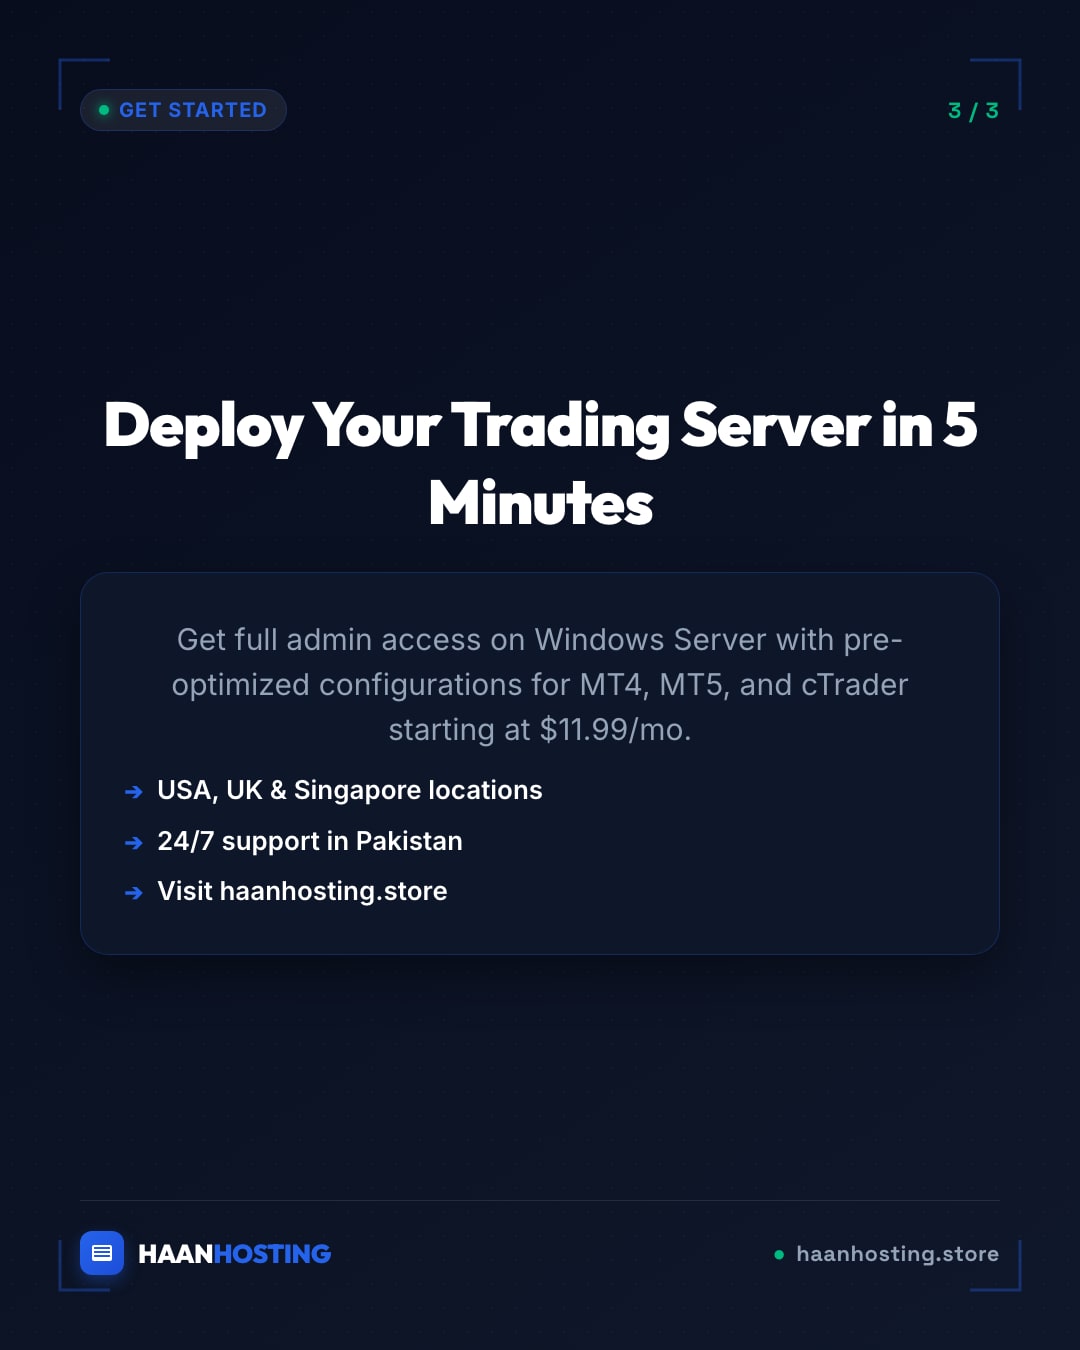 GET STARTED
3 / 3
Deploy Your Trading Server in 5
Minutes
Get full admin access on Windows Server with pre-
optimized configurations for MT4, MT5, and cTrader
starting at $11.99/mo.
➔ USA, UK & Singapore locations
➔ 24/7 support in Pakistan
➔ Visit haanhosting.store
HAANHOSTING
haanhosting.store